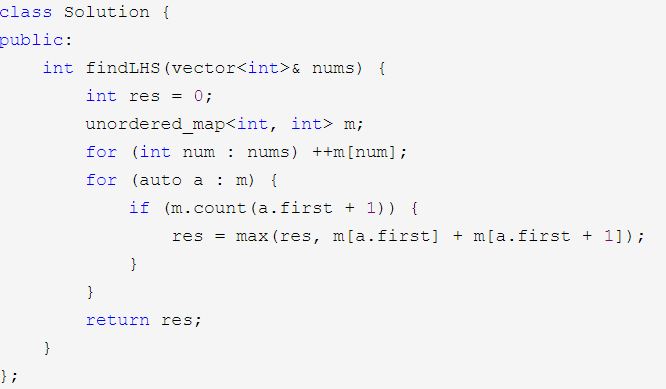 class Solution {
public:
    int findLHS(vector<int>& nums) {
        int res = 0;
        unordered_map<int, int> m;
        for (int num : nums) ++m[num];
        for (auto a : m) {
            if (m.count(a.first + 1)) {
                res = max(res, m[a.first] + m[a.first + 1]);
            }
        }
        return res;
    }
};